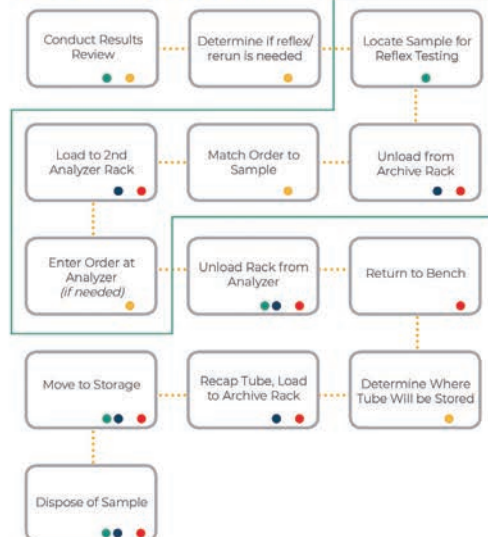 Conduct Results
Review
Determine if reflex/
rerun is needed
Locate Sample for
Reflex Testing
Load to 2nd
Analyzer Rack
Match Order to
Sample
Unload from
Archive Rack
Enter Order at
Analyzer
(if needed)
Unload Rack from
Analyzer
Return to Bench
Move to Storage
Recap Tube, Load
to Archive Rack
Determine Where
Tube Will be Stored
Dispose of Sample